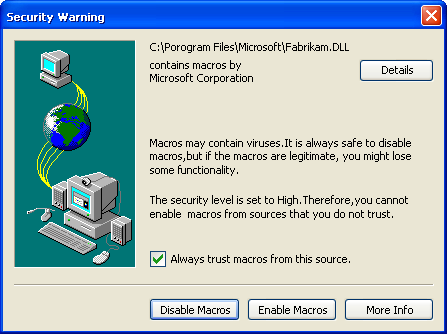 Security Warning
C:\Porogram Files\Microsoft\Fabrikam.DLL
contains macros by
Microsoft Corporation
Details
Macros may contain viruses.It is always safe to disable
macros,but if the macros are legitimate, you might lose
some functionality.
The security level is set to High.Therefore,you cannot
enable  macros from sources that you do not trust.
Always trust macros from this source.
Disable Macros
Enable Macros
More Info